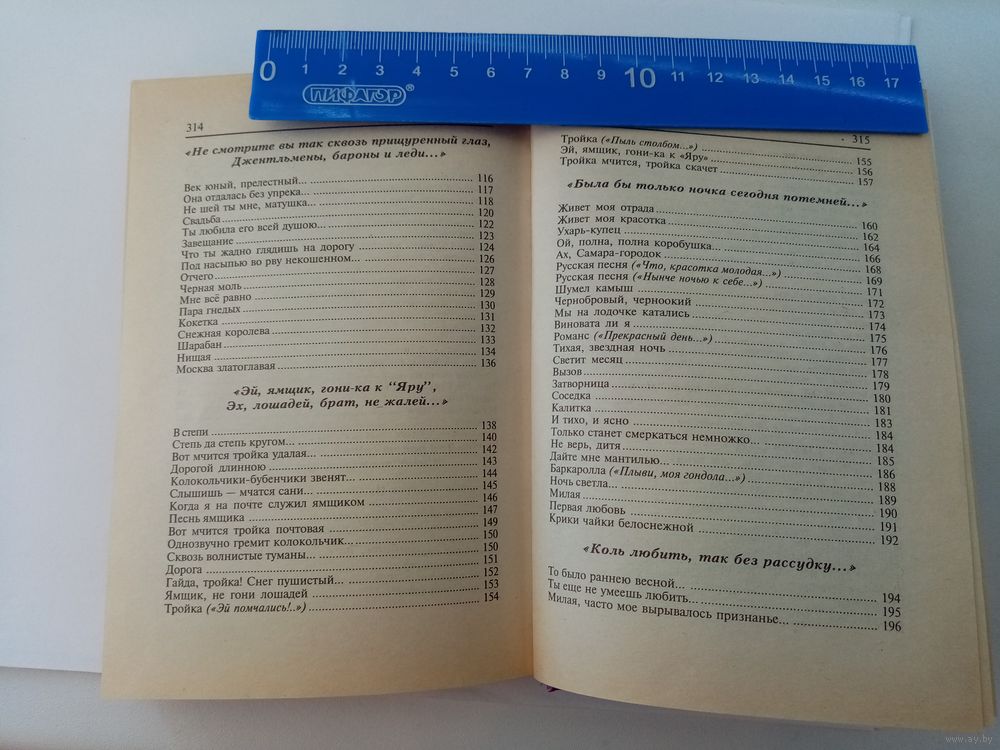 0 1 2 3 4 5 6 7 8 9 10 11 12 13 14 15 16 17
ПИФАГОР®
314
«Не смотрите вы так сквозь прищуренный глаз,
Джентльмены, бароны и леди...»
Век юный, прелестный... 116
Она отдалась без упрека... 117
Не шей ты мне, матушка... 118
Свадьба 120
Ты любила его всей душою... 122
Завещание 123
Что ты жадно глядишь на дорогу 124
Под насыпью во рву некошенном... 126
Отчего 127
Черная моль 128
Мне всё равно 129
Пара гнедых 130
Кокетка 131
Снежная королева 132
Шарабан 133
Нищая 134
Москва златоглавая 136
«Эй, ямщик, гони-ка к "Яру",
Эх, лошадей, брат, не жалей...»
В степи 138
Степь да степь кругом... 140
Вот мчится тройка удалая... 142
Дорогой длинною 143
Колокольчики-бубенчики звенят... 144
Слышишь — мчатся сани... 145
Когда я на почте служил ямщиком 146
Песнь ямщика 147
Вот мчится тройка почтовая 149
Однозвучно гремит колокольчик... 150
Сквозь волнистые туманы... 150
Дорога 151
Гайда, тройка! Снег пушистый... 152
Ямщик, не гони лошадей 153
Тройка («Эй помчались!..») 154
315
Тройка («Пыль столбом...») 155
Эй, ямщик, гони-ка к «Яру» 156
Тройка мчится, тройка скачет 157
«Была бы только ночка сегодня потемней...»
Живет моя отрада 160
Живет моя красотка 162
Ухарь-купец 164
Ой, полна, полна коробушка 166
Ах, Самара-городок 168
Русская песня («Что, красотка молодая...») 169
Русская песня («Нынче ночью к себе...») 171
Шумел камыш 172
Чернобровый, черноокий 173
Мы на лодочке катались 174
Виновата ли я 175
Романс («Прекрасный день...») 176
Тихая, звездная ночь 177
Светит месяц 178
Вызов 179
Затворница 180
Соседка 181
Калитка 183
И тихо, и ясно 184
Только станет смеркаться немножко... 184
Не верь, дитя 185
Дайте мне мантилью... 186
Баркаролла («Плыви, моя гондола...») 188
Ночь светла... 189
Милая 190
Первая любовь 191
Крики чайки белоснежной 192
«Коль любить, так без рассудку...»
То было раннею весной... 194
Ты еще не умеешь любить... 195
Милая, часто мое вырывалось признанье... 196
www.ay.by